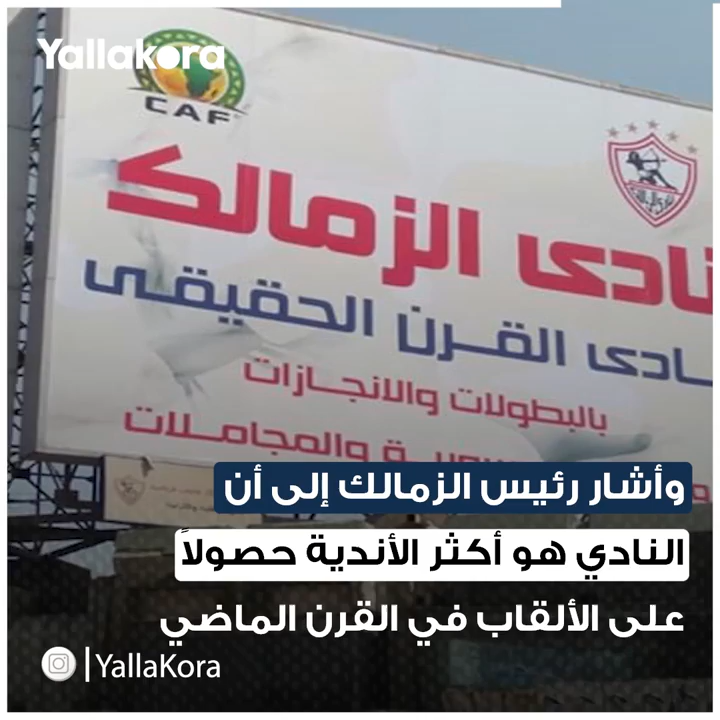 Yallakora
CAF
نادى الزمالك
نادى القرن الحقيقى
بالبطولات والانجازات
والمجاملات
وأشار رئيس الزمالك إلى أن
النادي هو أكثر الأندية حصولاً
على الألقاب في القرن الماضي
YallaKora